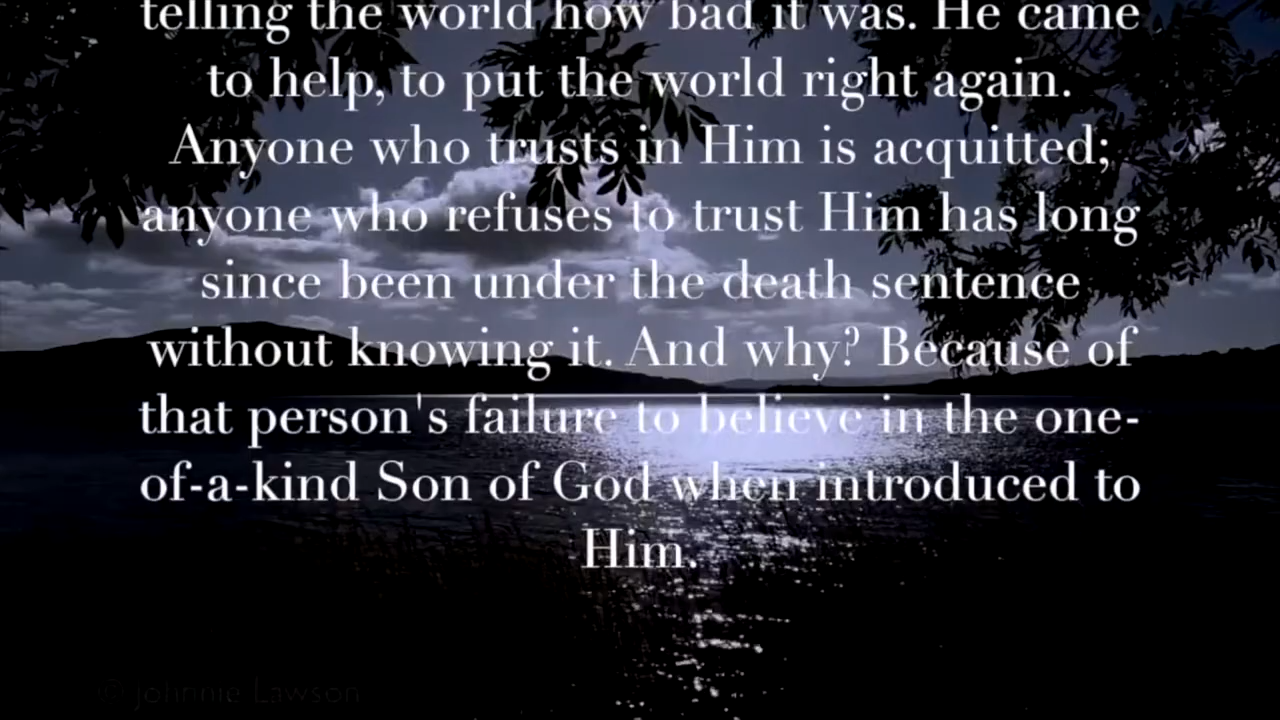 telling the world how bad it was. He came
to help, to put the world right again.
Anyone who trusts in Him is acquitted;
anyone who refuses to trust Him has long
since been under the death sentence
without knowing it. And why? Because of
that person's failure to believe in the one-
of-a-kind Son of God when introduced to
Him.
© Johnnie Lawson